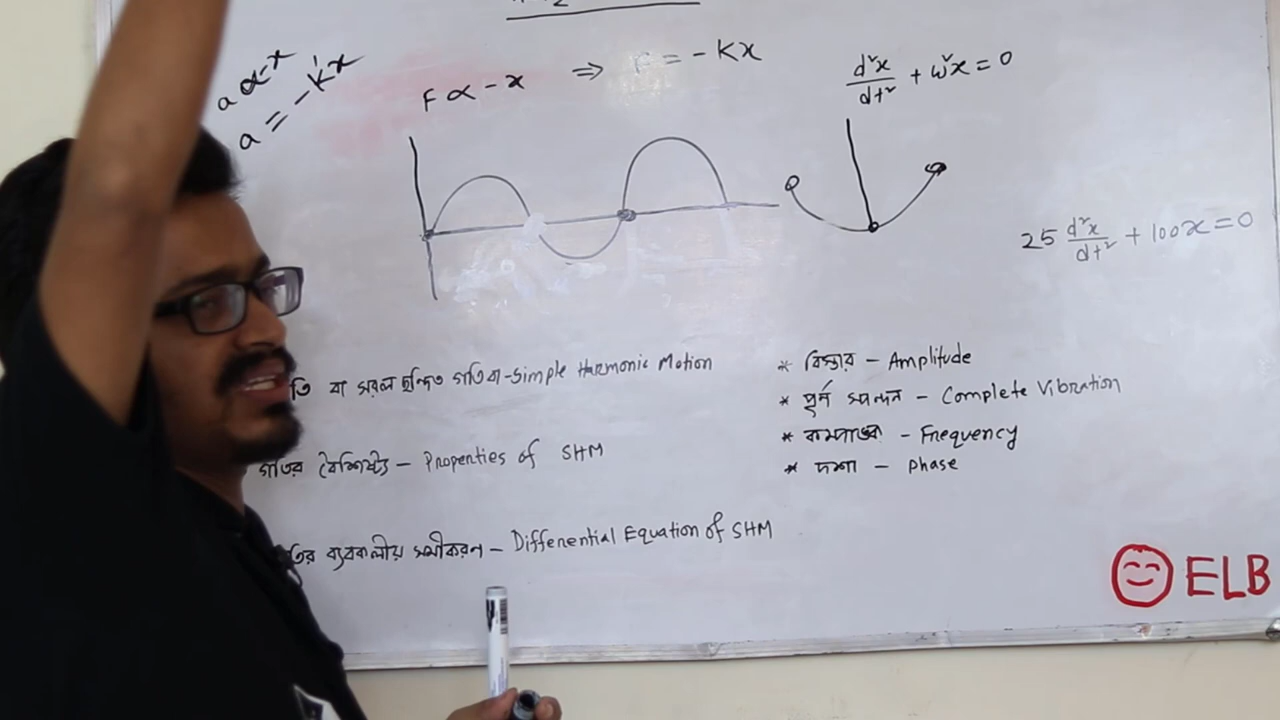 a α -x
a = -k'x
F α - x ⇒ F = - Kx
d²x/dt² + ω²x = 0
25 d²x/dt² + 100x = 0
বা সরল ছন্দিত গতি বা - Simple Harmonic Motion
গতির বৈশিষ্ট্য - Properties of SHM
ব্যবকলনীয় সমীকরণ - Differential Equation of SHM
* বিস্তার - Amplitude
* পূর্ন স্পন্দন - Complete Vibration
* কম্পাঙ্ক - Frequency
* দশা - phase
ELB